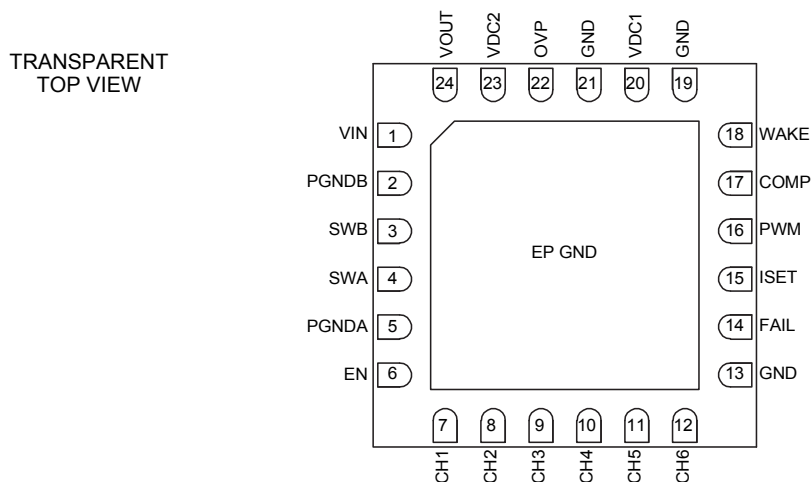 TRANSPARENT
TOP VIEW
VOUT
VDC2
OVP
GND
VDC1
GND
24
23
22
21
20
19
VIN 1
PGNDB 2
SWB 3
SWA 4
PGNDA 5
EN 6
EP GND
18 WAKE
17 COMP
16 PWM
15 ISET
14 FAIL
13 GND
7
8
9
10
11
12
CH1
CH2
CH3
CH4
CH5
CH6